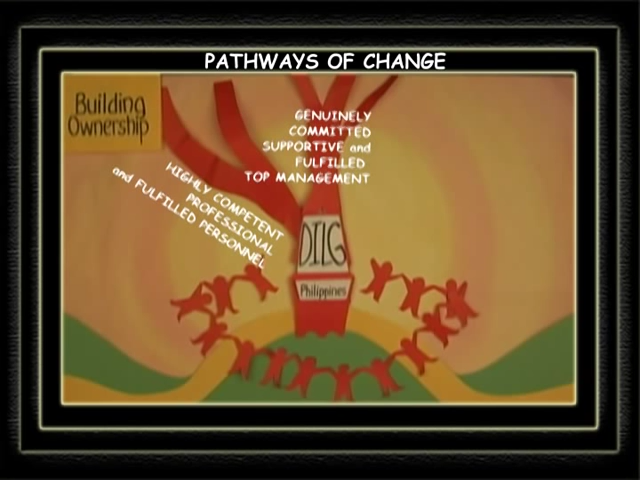 PATHWAYS OF CHANGE
Building
Ownership
GENUINELY
COMMITTED
SUPPORTIVE and
FULFILLED
TOP MANAGEMENT
HIGHLY COMPETENT
PROFESSIONAL
and FULFILLED PERSONNEL
DILG
Philippines